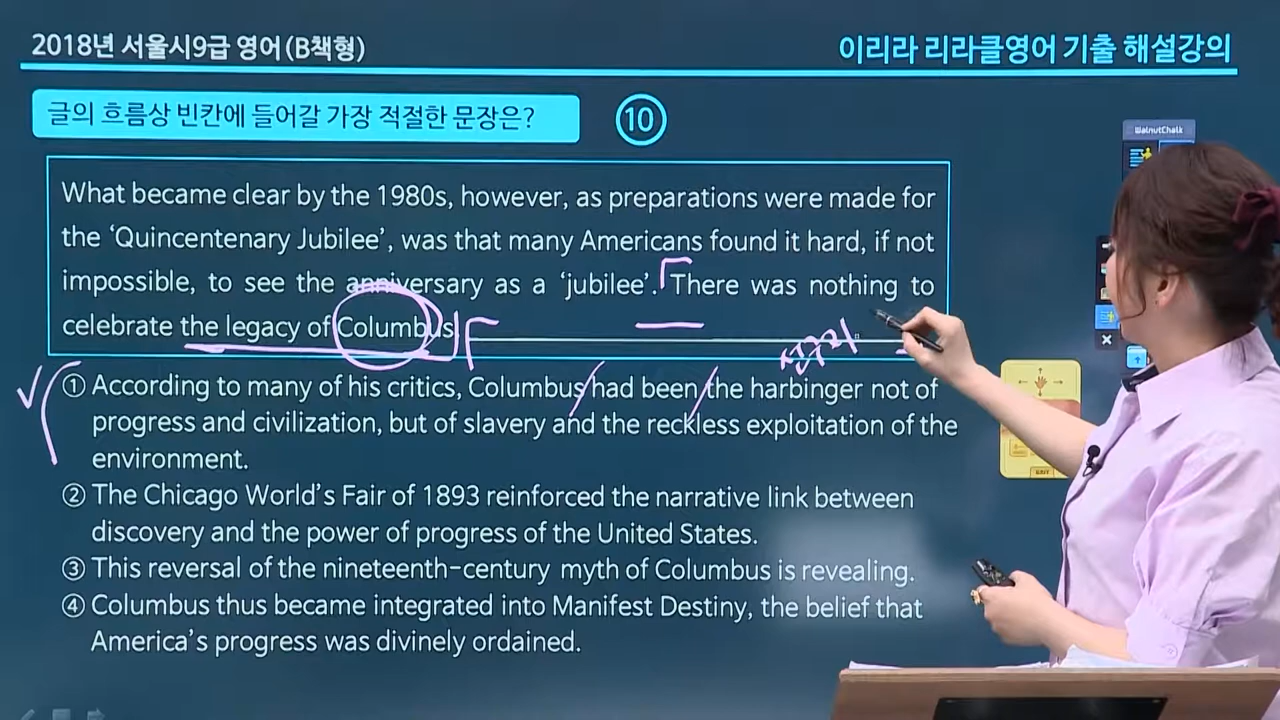 2018년 서울시9급 영어(B책형)
이리라 리라클영어 기출 해설강의
글의 흐름상 빈칸에 들어갈 가장 적절한 문장은?
10
WalnutChalk
What became clear by the 1980s, however, as preparations were made for
the ‘Quincentenary Jubilee’, was that many Americans found it hard, if not
impossible, to see the anniversary as a ‘jubilee’. There was nothing to
celebrate the legacy of Columbus
① According to many of his critics, Columbus had been the harbinger not of
progress and civilization, but of slavery and the reckless exploitation of the
environment.
② The Chicago World’s Fair of 1893 reinforced the narrative link between
discovery and the power of progress of the United States.
③ This reversal of the nineteenth-century myth of Columbus is revealing.
④ Columbus thus became integrated into Manifest Destiny, the belief that
America’s progress was divinely ordained.